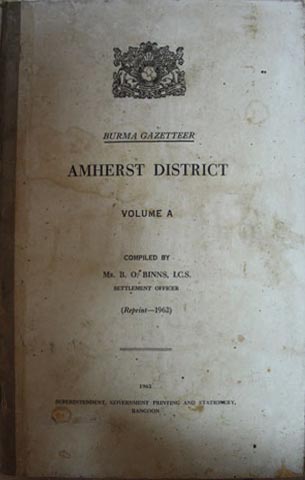 BURMA GAZETTEER
AMHERST DISTRICT
VOLUME A
COMPILED BY
MR. B. O. BINNS, I.C.S.
SETTLEMENT OFFICER
(Reprint—1962)
SUPERINTENDENT, GOVERNMENT PRINTING AND STATIONERY,
RANGOON